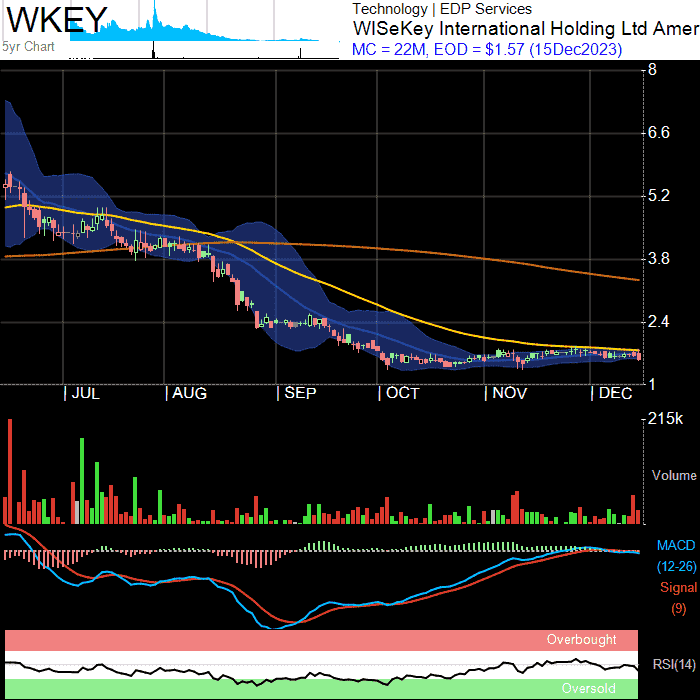 WKEY
5yr Chart
Technology | EDP Services
WISeKey International Holding Ltd Amer
MC = 22M, EOD = $1.57 (15Dec2023)
8
6.6
5.2
3.8
2.4
1
| JUL | AUG | SEP | OCT | NOV | DEC
215k
Volume
MACD
(12-26)
Signal
(9)
Overbought
RSI(14)
Oversold